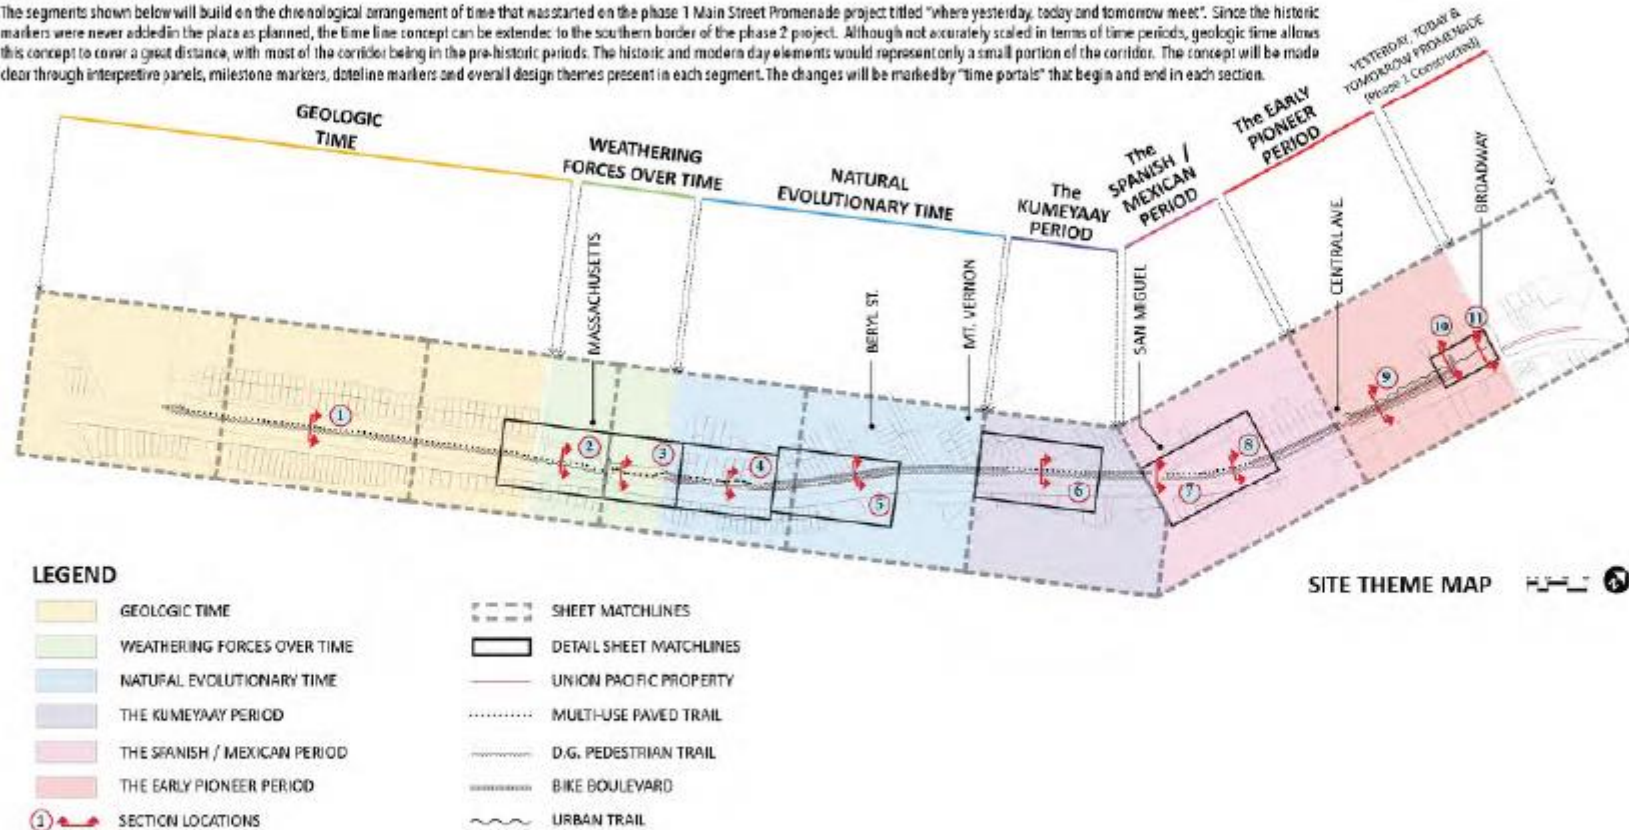 The segments shown below will build on the chronological arrangement of time that was started on the phase 1 Main Street Promenade project titled "where yesterday, today and tomorrow meet". Since the historic
markers were never added in the plaza as planned, the time line concept can be extended to the southern border of the phase 2 project. Although not accurately scaled in terms of time periods, geologic time allows
this concept to cover a great distance, with most of the corridor being in the pre-historic periods. The historic and modern day elements would represent only a small portion of the corridor. The concept will be made
clear through interpretive panels, milestone markers, dateline markers and overall design themes present in each segment. The changes will be marked by "time portals" that begin and end in each section.
GEOLOGIC
TIME
WEATHERING
FORCES OVER TIME
NATURAL
EVOLUTIONARY TIME
The
KUMEYAAY
PERIOD
The
SPANISH /
MEXICAN
PERIOD
The EARLY
PIONEER
PERIOD
YESTERDAY, TODAY &
TOMORROW PROMENADE
(Phase 1 Constructed)
MASSACHUSETTS
BERYL ST.
MT. VERNON
SAN MIGUEL
CENTRAL AVE.
BROADWAY
1
2
3
4
5
6
7
8
9
10
11
LEGEND
GEOLOGIC TIME
WEATHERING FORCES OVER TIME
NATURAL EVOLUTIONARY TIME
THE KUMEYAAY PERIOD
THE SPANISH / MEXICAN PERIOD
THE EARLY PIONEER PERIOD
1 SECTION LOCATIONS
SHEET MATCHLINES
DETAIL SHEET MATCHLINES
UNION PACIFIC PROPERTY
MULTI-USE PAVED TRAIL
D.G. PEDESTRIAN TRAIL
BIKE BOULEVARD
URBAN TRAIL
SITE THEME MAP